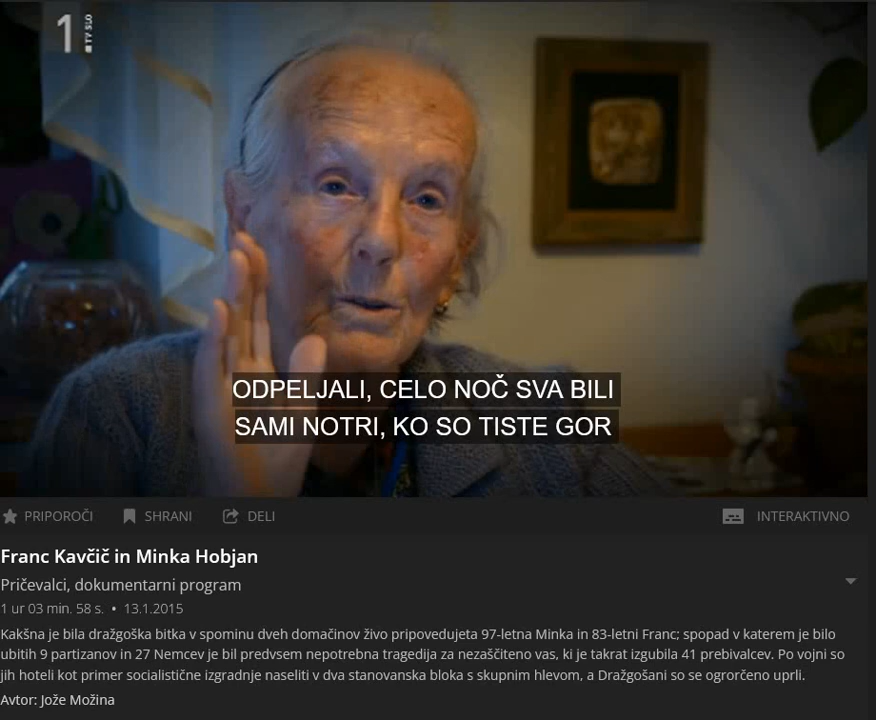 1
TV SLO
ODPELJALI, CELO NOČ SVA BILI
SAMI NOTRI, KO SO TISTE GOR
PRIPOROČI SHRANI DELI INTERAKTIVNO
Franc Kavčič in Minka Hobjan
Pričevalci, dokumentarni program
1 ur 03 min. 58 s. • 13.1.2015
Kakšna je bila dražgoška bitka v spominu dveh domačinov živo pripovedujeta 97-letna Minka in 83-letni Franc; spopad v katerem je bilo
ubitih 9 partizanov in 27 Nemcev je bil predvsem nepotrebna tragedija za nezaščiteno vas, ki je takrat izgubila 41 prebivalcev. Po vojni so
jih hoteli kot primer socialistične izgradnje naseliti v dva stanovanska bloka s skupnim hlevom, a Dražgošani so se ogrorčeno uprli.
Avtor: Jože Možina